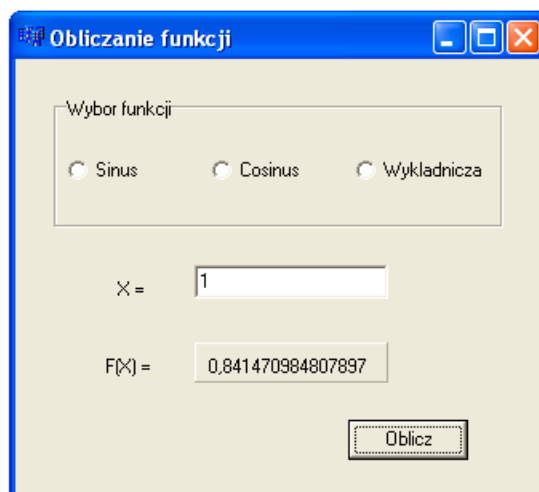 Obliczanie funkcji
Wybor funkcji
Sinus Cosinus Wykladnicza
X = 1
F(X) = 0,841470984807897
Oblicz